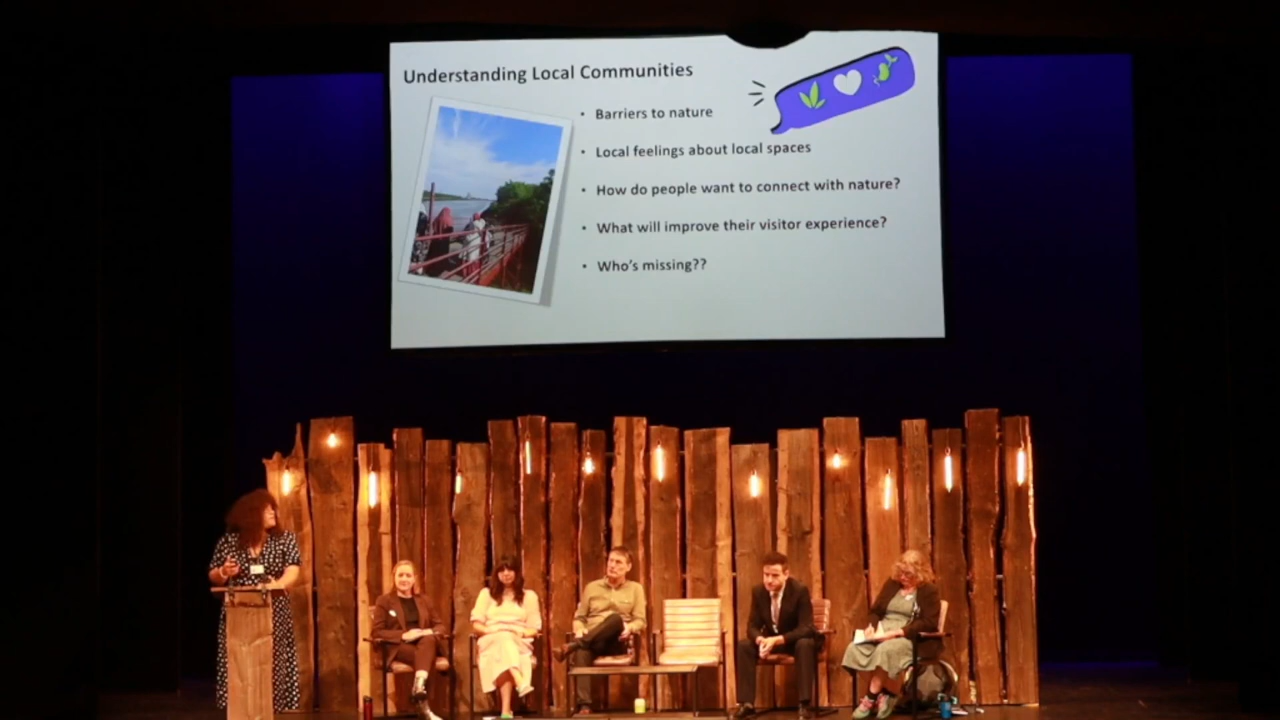 Understanding Local Communities
• Barriers to nature
• Local feelings about local spaces
• How do people want to connect with nature?
• What will improve their visitor experience?
• Who's missing??